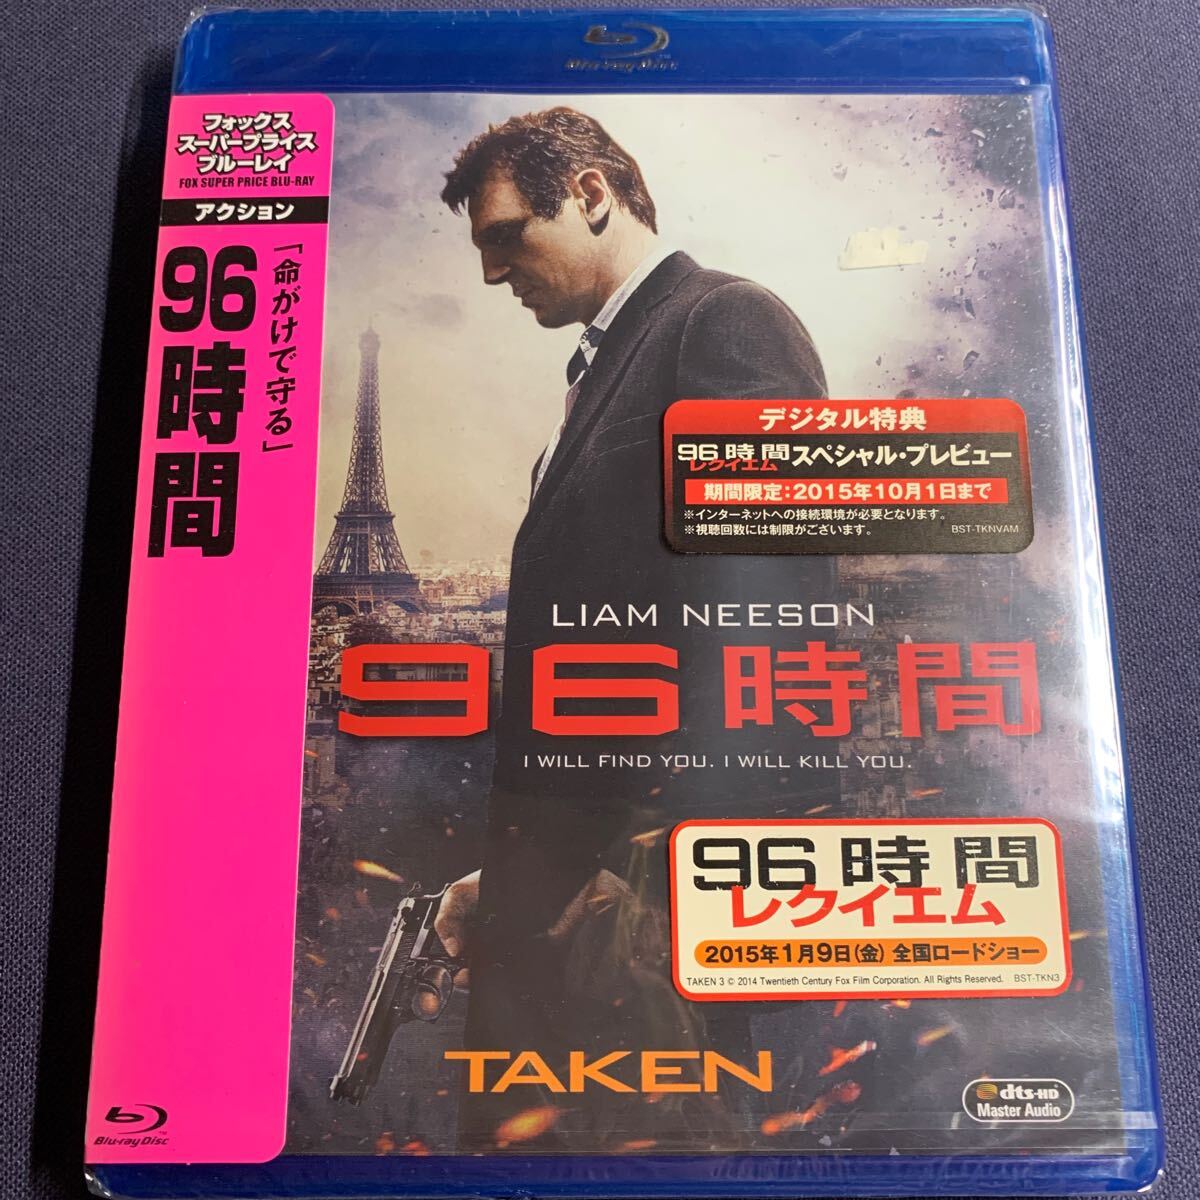 Blu-ray Disc
フォックス
スーパープライス
ブルーレイ
FOX SUPER PRICE BLU-RAY
アクション
「命がけで守る」
96時間
デジタル特典
96時間
レクイエム
スペシャル・プレビュー
期間限定:2015年10月1日まで
※インターネットへの接続環境が必要となります。
※視聴回数には制限がございます。
BST-TKNVAM
LIAM NEESON
96時間
I WILL FIND YOU. I WILL KILL YOU.
96時間
レクイエム
2015年1月9日(金) 全国ロードショー
TAKEN 3 © 2014 Twentieth Century Fox Film Corporation. All Rights Reserved. BST-TKN3
TAKEN
dts-HD
Master Audio
Blu-ray Disc